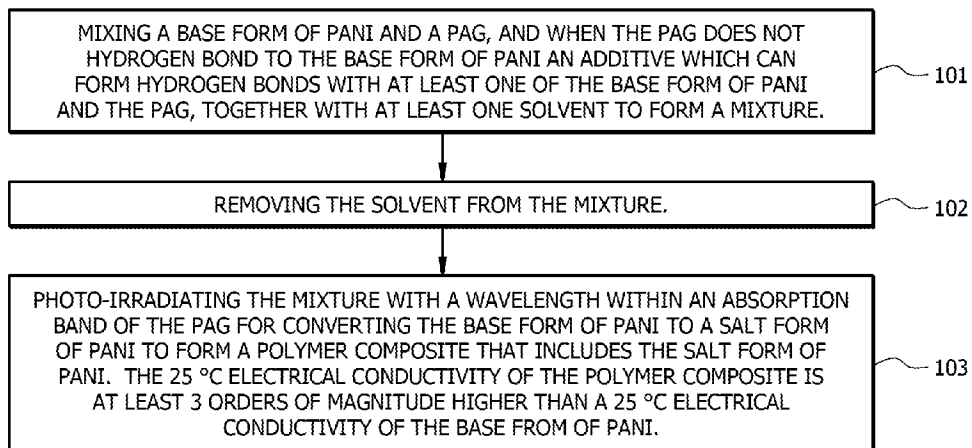 MIXING A BASE FORM OF PANI AND A PAG, AND WHEN THE PAG DOES NOT
HYDROGEN BOND TO THE BASE FORM OF PANI AN ADDITIVE WHICH CAN
FORM HYDROGEN BONDS WITH AT LEAST ONE OF THE BASE FORM OF PANI
AND THE PAG, TOGETHER WITH AT LEAST ONE SOLVENT TO FORM A MIXTURE.
101
REMOVING THE SOLVENT FROM THE MIXTURE.
102
PHOTO-IRRADIATING THE MIXTURE WITH A WAVELENGTH WITHIN AN ABSORPTION
BAND OF THE PAG FOR CONVERTING THE BASE FORM OF PANI TO A SALT FORM
OF PANI TO FORM A POLYMER COMPOSITE THAT INCLUDES THE SALT FORM OF
PANI. THE 25 °C ELECTRICAL CONDUCTIVITY OF THE POLYMER COMPOSITE IS
AT LEAST 3 ORDERS OF MAGNITUDE HIGHER THAN A 25 °C ELECTRICAL
CONDUCTIVITY OF THE BASE FROM OF PANI.
103